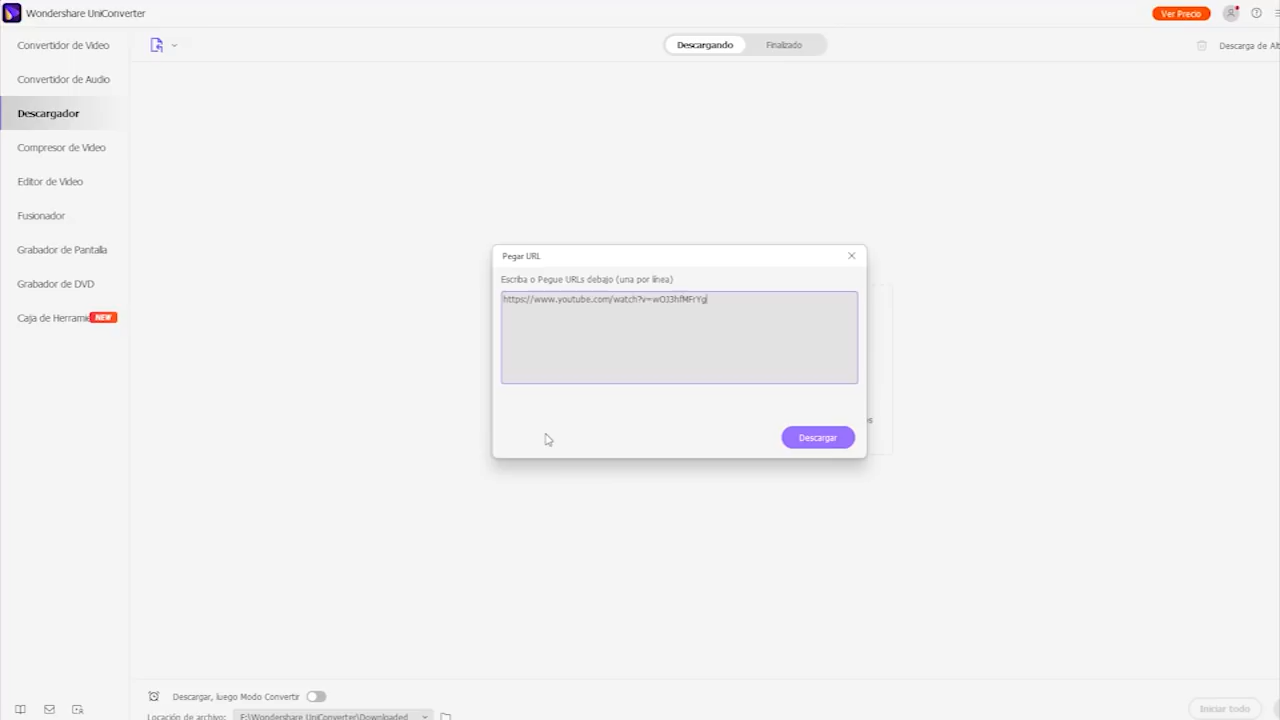 Wondershare UniConverter
Ver Precio
Convertidor de Video
Descargando
Finalizado
Descarga de Alt
Convertidor de Audio
Descargador
Compresor de Video
Editor de Video
Fusionador
Grabador de Pantalla
Grabador de DVD
Caja de Herramie
NEW
Pegar URL
Escriba o Pegue URLs debajo (una por línea)
https://www.youtube.com/watch?v=wOJ3hfMFrYg
Descargar
Descargar, luego Modo Convertir
Locación de archivo:
F:\Wondershare UniConverter\Downloaded
Iniciar todo